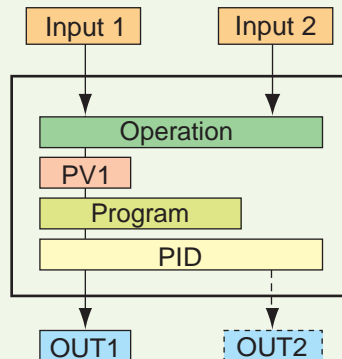 Input 1
Input 2
Operation
PV1
Program
PID
OUT1
OUT2